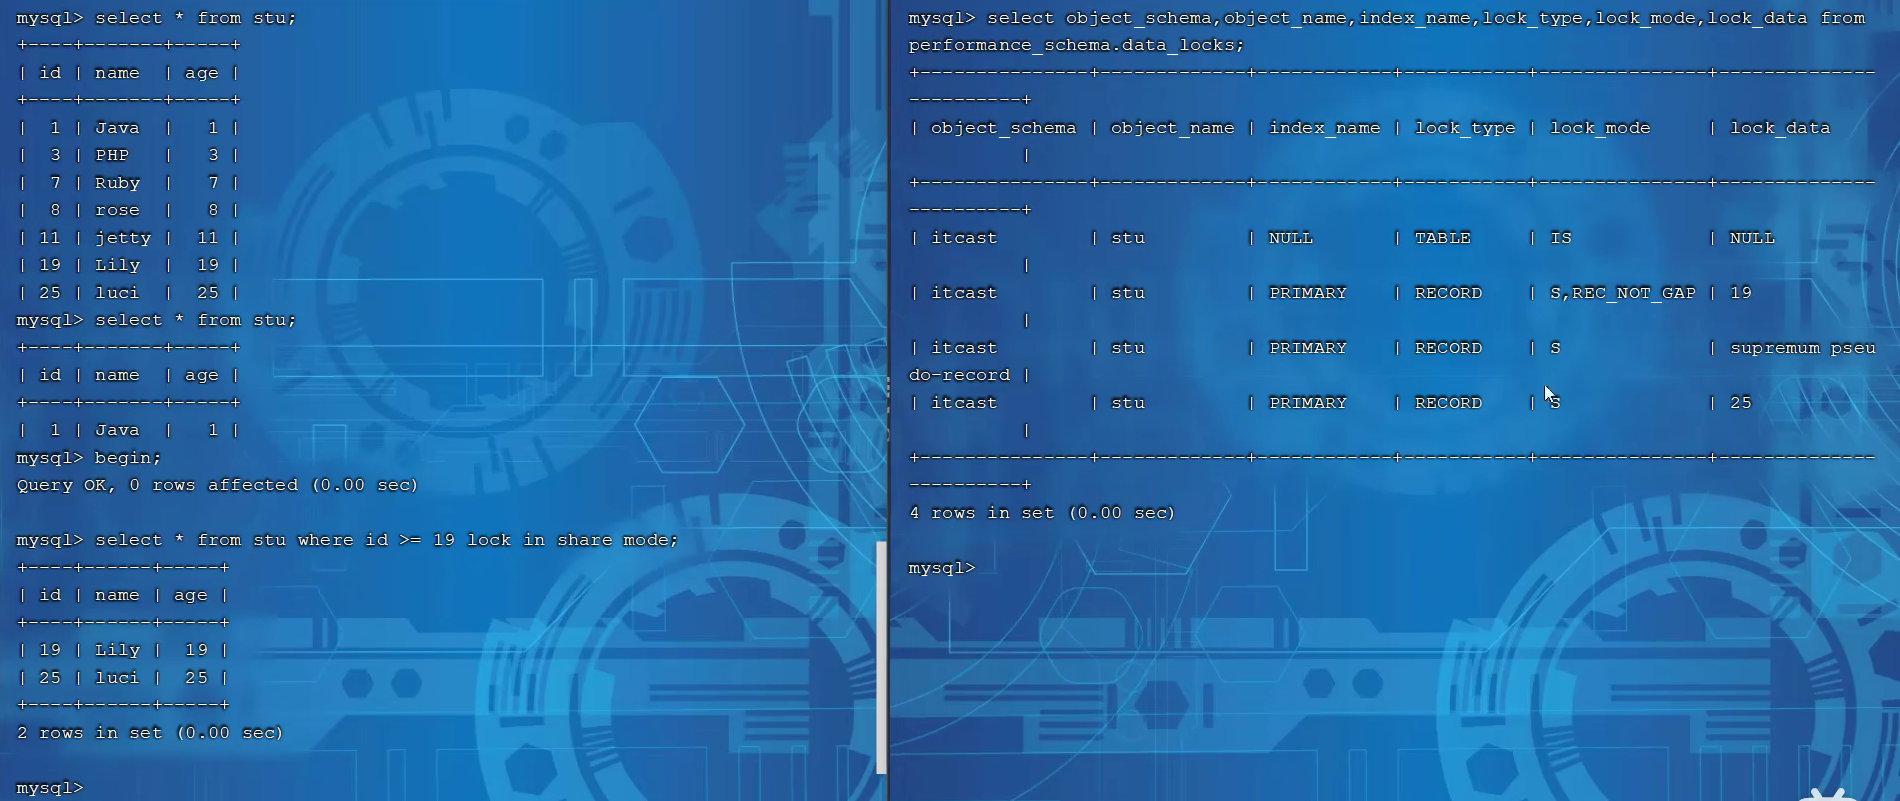 mysql> select * from stu;
+----+-------+-----+
| id | name  | age |
+----+-------+-----+
|  1 | Java  |   1 |
|  3 | PHP   |   3 |
|  7 | Ruby  |   7 |
|  8 | rose  |   8 |
| 11 | jetty |  11 |
| 19 | Lily  |  19 |
| 25 | luci  |  25 |
mysql> select * from stu;
+----+-------+-----+
| id | name  | age |
+----+-------+-----+
|  1 | Java  |   1 |
mysql> begin;
Query OK, 0 rows affected (0.00 sec)
mysql> select * from stu where id >= 19 lock in share mode;
+----+------+-----+
| id | name | age |
+----+------+-----+
| 19 | Lily |  19 |
| 25 | luci |  25 |
+----+------+-----+
2 rows in set (0.00 sec)
mysql>
mysql> select object_schema,object_name,index_name,lock_type,lock_mode,lock_data from
performance_schema.data_locks;
+---------------+-------------+------------+-----------+---------------+--------------
----------+
| object_schema | object_name | index_name | lock_type | lock_mode     | lock_data
          |
+---------------+-------------+------------+-----------+---------------+--------------
----------+
| itcast        | stu         | NULL       | TABLE     | IS            | NULL
          |
| itcast        | stu         | PRIMARY    | RECORD    | S,REC_NOT_GAP | 19
          |
| itcast        | stu         | PRIMARY    | RECORD    | S             | supremum pseu
do-record |
| itcast        | stu         | PRIMARY    | RECORD    | S             | 25
          |
+---------------+-------------+------------+-----------+---------------+--------------
----------+
4 rows in set (0.00 sec)
mysql>